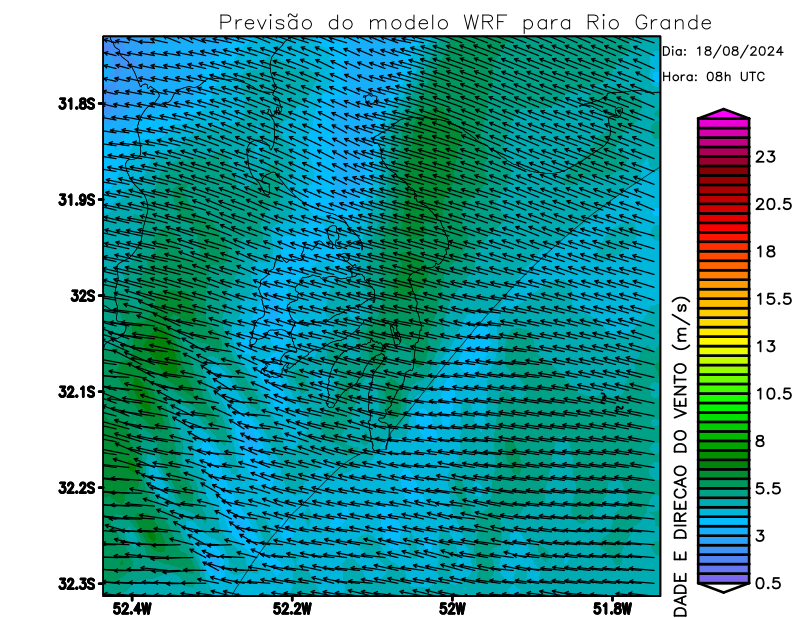 Previsão do modelo WRF para Rio Grande
Dia: 18/08/2024
Hora: 08h UTC
31.8S
31.9S
32S
32.1S
32.2S
32.3S
52.4W
52.2W
52W
51.8W
23
20.5
18
15.5
13
10.5
8
5.5
3
0.5
DADE E DIRECAO DO VENTO (m/s)